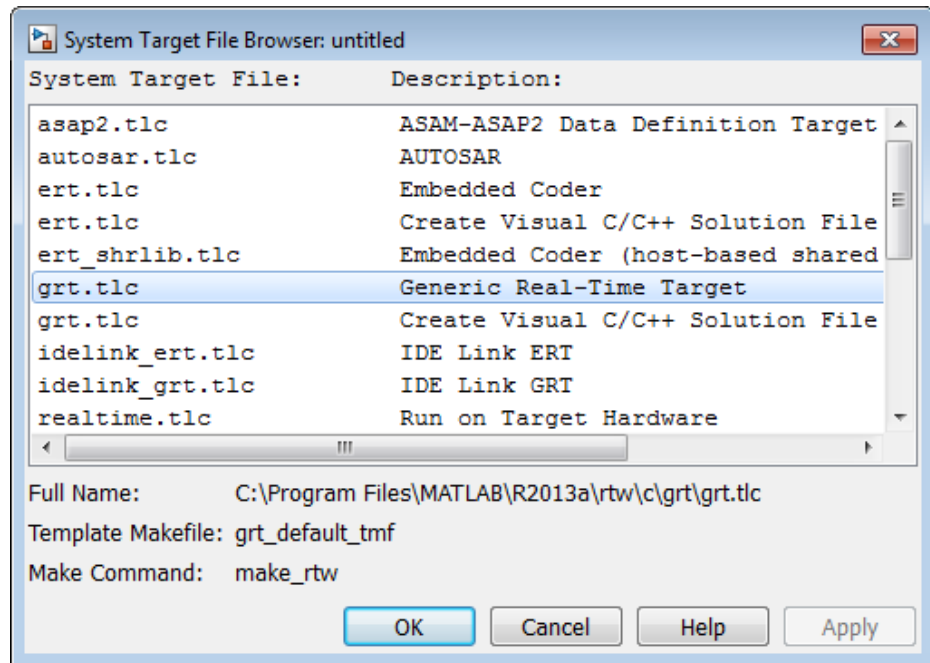 System Target File Browser: untitled
System Target File: Description:
asap2.tlc ASAM-ASAP2 Data Definition Target
autosar.tlc AUTOSAR
ert.tlc Embedded Coder
ert.tlc Create Visual C/C++ Solution File
ert_shrlib.tlc Embedded Coder (host-based shared
grt.tlc Generic Real-Time Target
grt.tlc Create Visual C/C++ Solution File
idelink_ert.tlc IDE Link ERT
idelink_grt.tlc IDE Link GRT
realtime.tlc Run on Target Hardware
Full Name: C:\Program Files\MATLAB\R2013a\rtw\c\grt\grt.tlc
Template Makefile: grt_default_tmf
Make Command: make_rtw
OK Cancel Help Apply